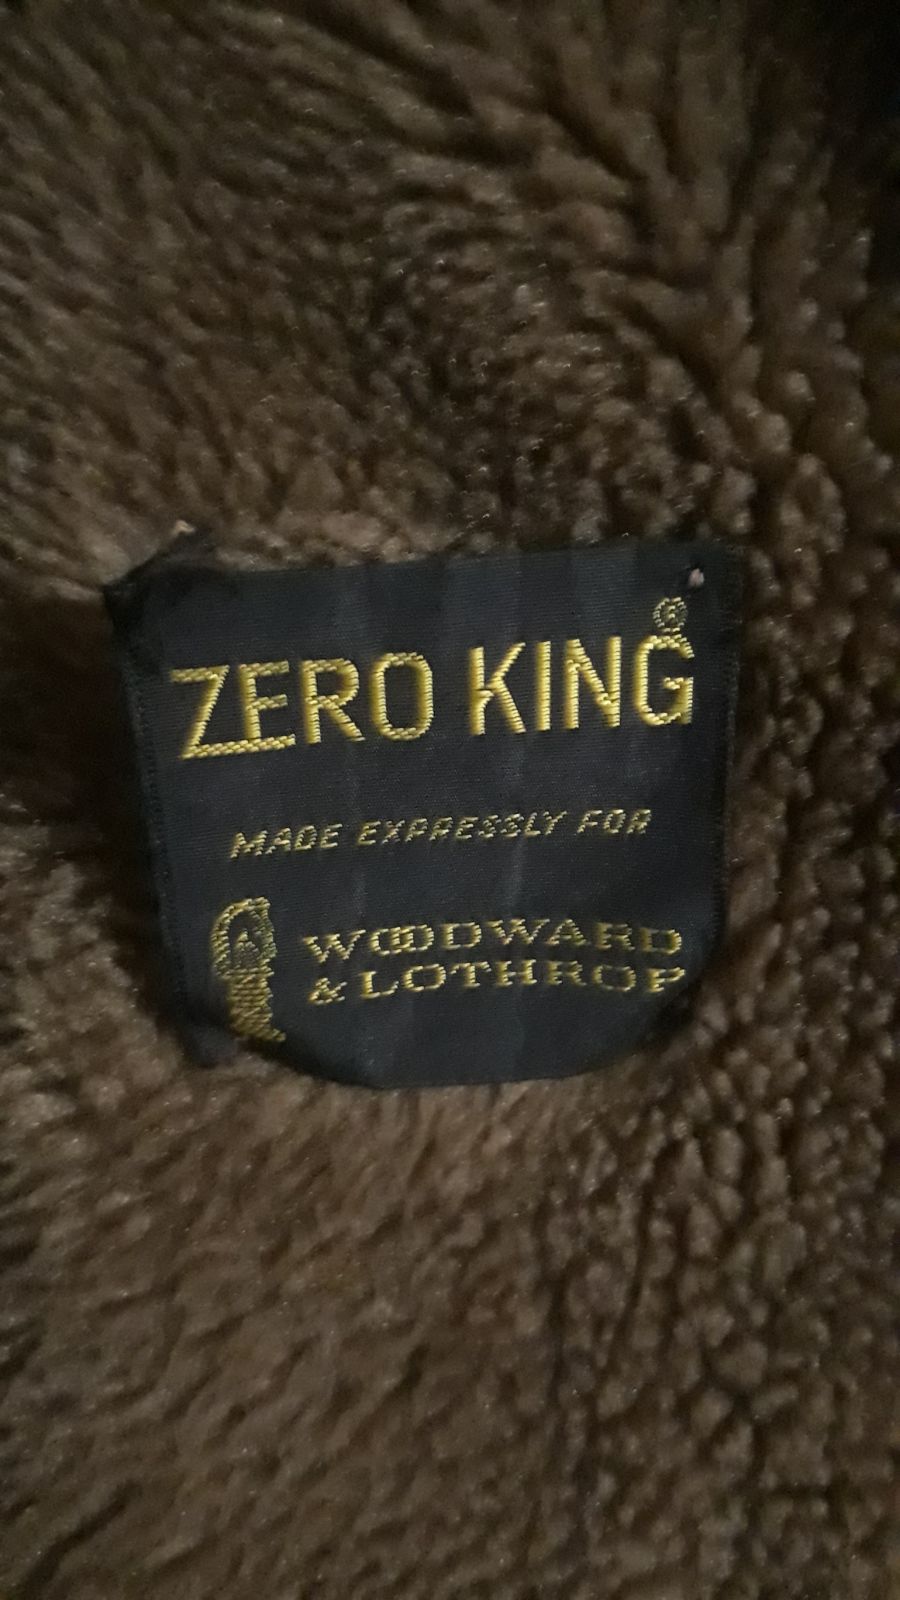 ZERO KING®
MADE EXPRESSLY FOR
WOODWARD
& LOTHROP